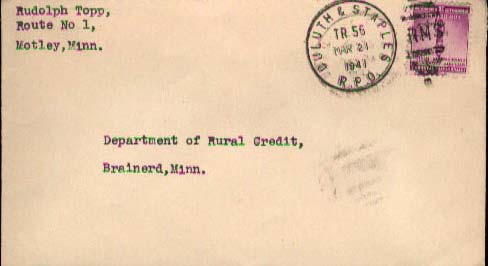 Rudolph Topp,
Route No 1,
Motley,Minn.
DULUTH & STAPLES
TR.56
MAR 21
1941
R.P.O.
RMS
Department of Rural Credit,
Brainerd,Minn.